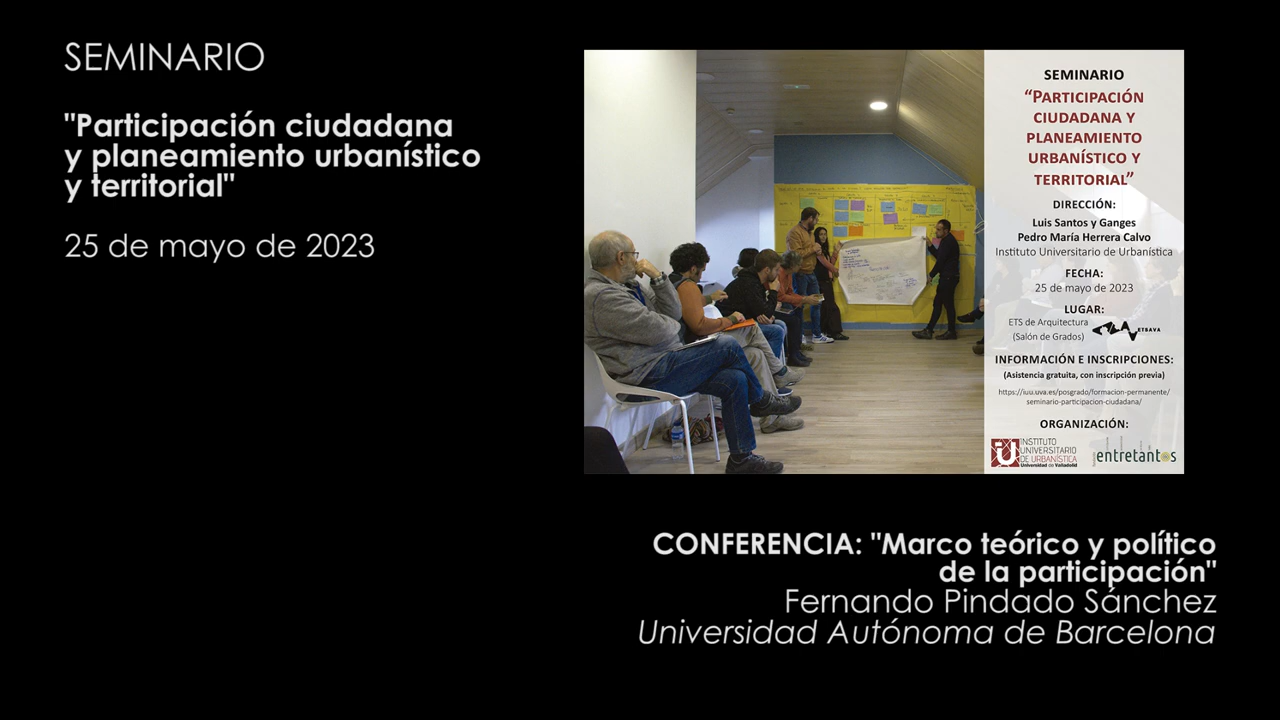 SEMINARIO
"Participación ciudadana
y planeamiento urbanístico
y territorial"
25 de mayo de 2023
SEMINARIO
“PARTICIPACIÓN
CIUDADANA Y
PLANEAMIENTO
URBANÍSTICO Y
TERRITORIAL”
DIRECCIÓN:
Luis Santos y Ganges
Pedro María Herrera Calvo
Instituto Universitario de Urbanística
FECHA:
25 de mayo de 2023
LUGAR:
ETS de Arquitectura
(Salón de Grados)
ETSAVA
INFORMACIÓN E INSCRIPCIONES:
(Asistencia gratuita, con inscripción previa)
https://iuu.uva.es/posgrado/formacion-permanente/
seminario-participacion-ciudadana/
ORGANIZACIÓN:
INSTITUTO
UNIVERSITARIO
DE URBANÍSTICA
Universidad de Valladolid
entretantos
CONFERENCIA: "Marco teórico y político
de la participación"
Fernando Pindado Sánchez
Universidad Autónoma de Barcelona